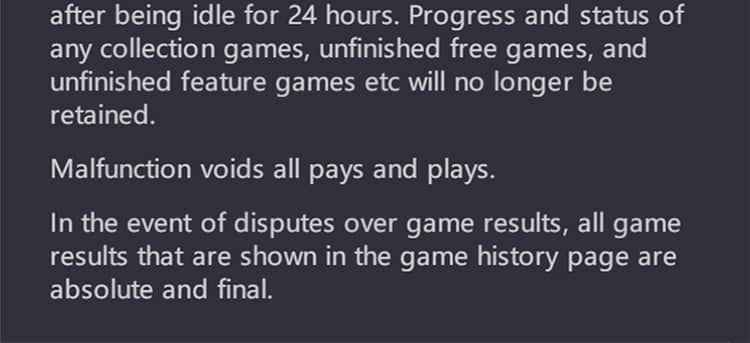 after being idle for 24 hours. Progress and status of
any collection games, unfinished free games, and
unfinished feature games etc will no longer be
retained.
Malfunction voids all pays and plays.
In the event of disputes over game results, all game
results that are shown in the game history page are
absolute and final.